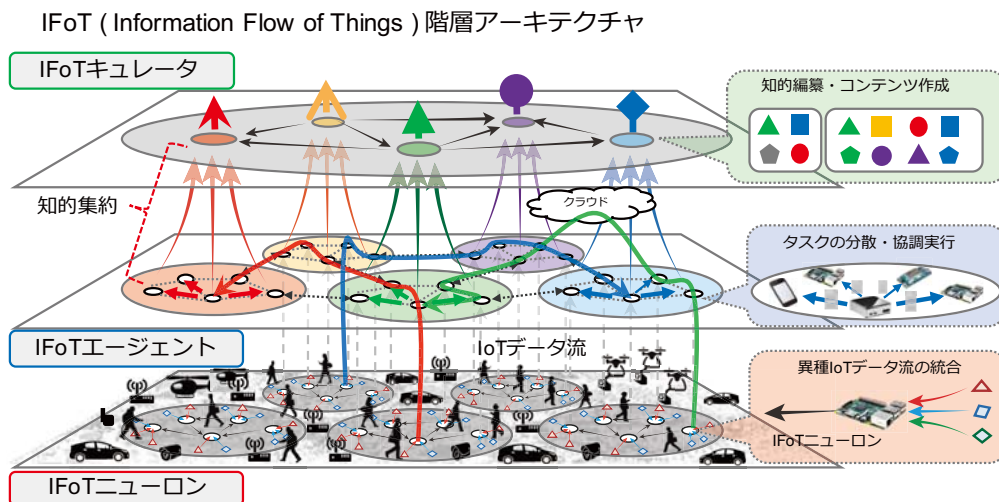 IFoT ( Information Flow of Things ) 階層アーキテクチャ
IFoTキュレータ
知的編纂・コンテンツ作成
知的集約
クラウド
タスクの分散・協調実行
IFoTエージェント
IoTデータ流
異種IoTデータ流の統合
IFoTニューロン
IFoTニューロン